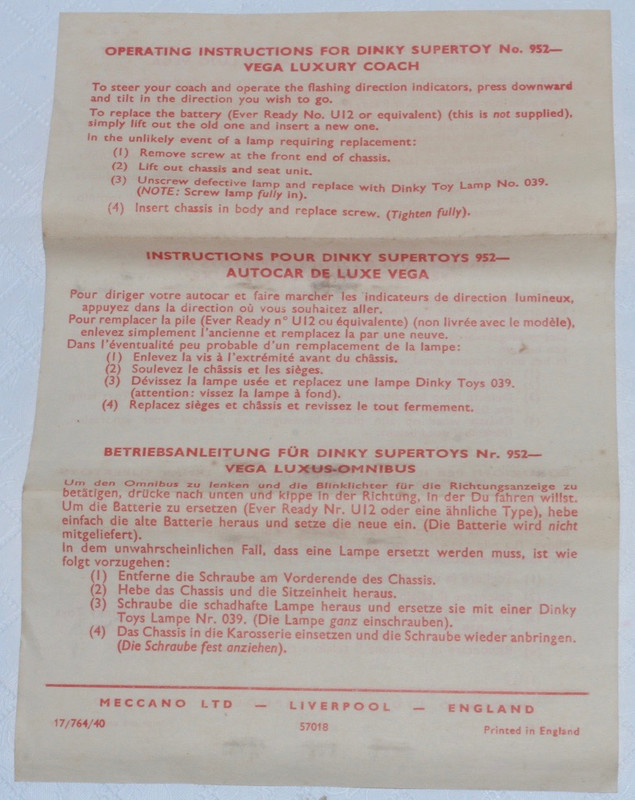 OPERATING INSTRUCTIONS FOR DINKY SUPERTOY No. 952—
VEGA LUXURY COACH
To steer your coach and operate the flashing direction indicators, press downward
and tilt in the direction you wish to go.
To replace the battery (Ever Ready No. U12 or equivalent) (this is not supplied),
simply lift out the old one and insert a new one.
In the unlikely event of a lamp requiring replacement:
(1) Remove screw at the front end of chassis.
(2) Lift out chassis and seat unit.
(3) Unscrew defective lamp and replace with Dinky Toy Lamp No. 039.
(NOTE: Screw lamp fully in).
(4) Insert chassis in body and replace screw. (Tighten fully).
INSTRUCTIONS POUR DINKY SUPERTOYS 952—
AUTOCAR DE LUXE VEGA
Pour diriger votre autocar et faire marcher les indicateurs de direction lumineux,
appuyez dans la direction où vous souhaitez aller.
Pour remplacer la pile (Ever Ready n° U12 ou équivalente) (non livrée avec le modèle),
enlevez simplement l'ancienne et remplacez la par une neuve.
Dans l'éventualité peu probable d'un remplacement de la lampe:
(1) Enlevez la vis à l'extrémité avant du châssis.
(2) Soulevez le châssis et les sièges.
(3) Dévissez la lampe usée et replacez une lampe Dinky Toys 039.
(attention: vissez la lampe à fond).
(4) Replacez sièges et châssis et revissez le tout fermement.
BETRIEBSANLEITUNG FÜR DINKY SUPERTOYS Nr. 952—
VEGA LUXUS-OMNIBUS
Um den Omnibus zu lenken und die Blinklichter für die Richtungsanzeige zu
betätigen, drücke nach unten und kippe in der Richtung, in der Du fahren willst.
Um die Batterie zu ersetzen (Ever Ready Nr. U12 oder eine ähnliche Type), hebe
einfach die alte Batterie heraus und setze die neue ein. (Die Batterie wird nicht
mitgeliefert).
In dem unwahrscheinlichen Fall, dass eine Lampe ersetzt werden muss, ist wie
folgt vorzugehen:
(1) Entferne die Schraube am Vorderende des Chassis.
(2) Hebe das Chassis und die Sitzeinheit heraus.
(3) Schraube die schadhafte Lampe heraus und ersetze sie mit einer Dinky
Toys Lampe Nr. 039. (Die Lampe ganz einschrauben).
(4) Das Chassis in die Karosserie einsetzen und die Schraube wieder anbringen.
(Die Schraube fest anziehen).
MECCANO LTD — LIVERPOOL — ENGLAND
17/764/40 57018 Printed in England